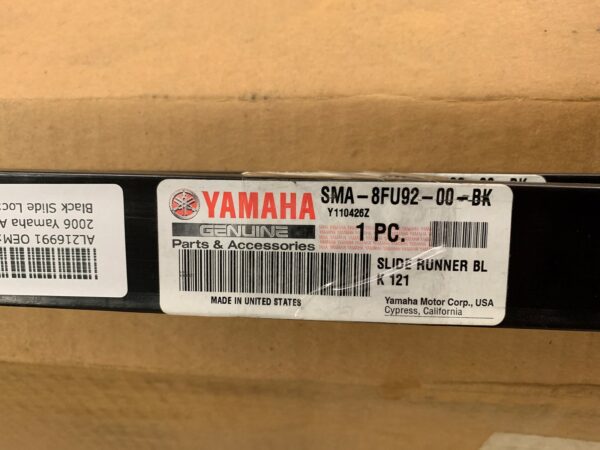 SMA-8FU92-00-BK
Y110426Z
YAMAHA
GENUINE
Parts & Accessories
1 PC.
SLIDE RUNNER BL
K 121
MADE IN UNITED STATES
Yamaha Motor Corp., USA
Cypress, California
AL216991 OEM
2006 Yamaha A
Black Slide Loc: